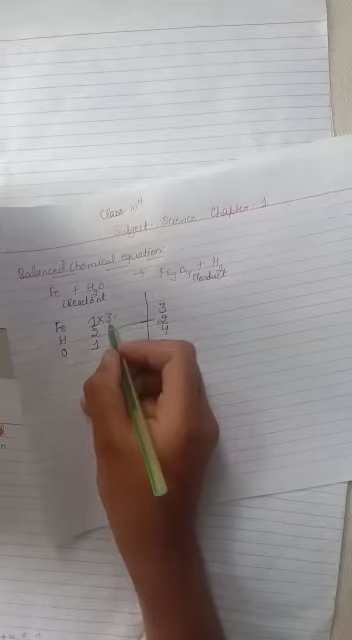 Class-10th
Subject- Science Chapter-1
Balanced chemical equation
Fe + H2O → Fe3O4 + H2
(Reactant Product
Fe 1×3 3
H 2 2
O 1 4